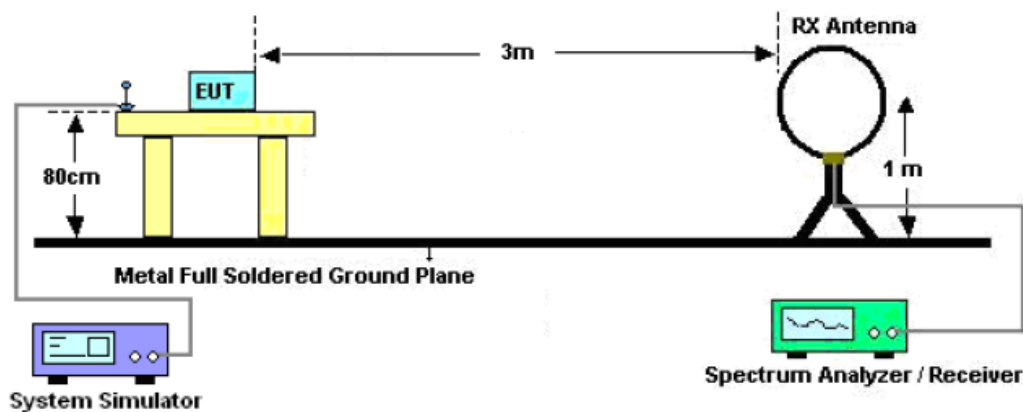 RX Antenna
3m
EUT
80cm
1 m
Metal Full Soldered Ground Plane
System Simulator
Spectrum Analyzer / Receiver